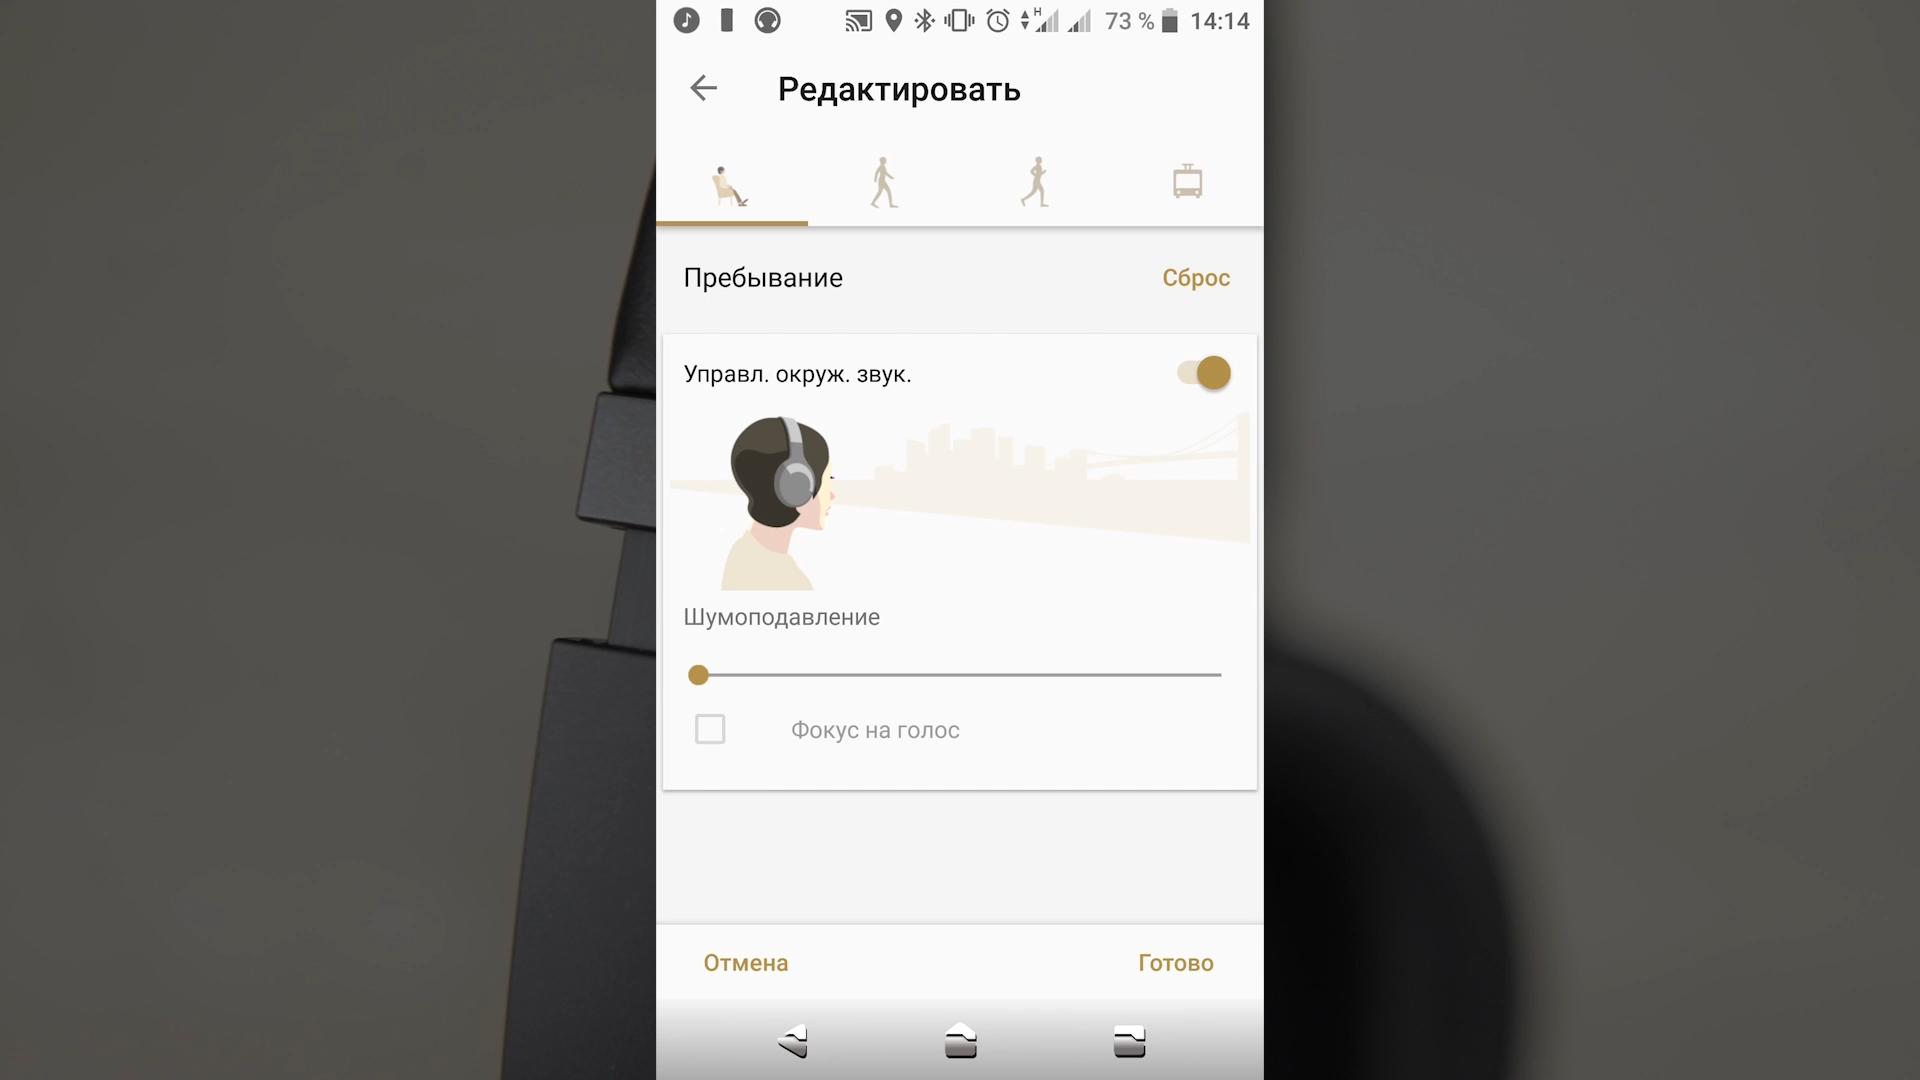 H 73 % 14:14
Редактировать
Пребывание Сброс
Управл. окруж. звук.
Шумоподавление
Фокус на голос
Отмена Готово